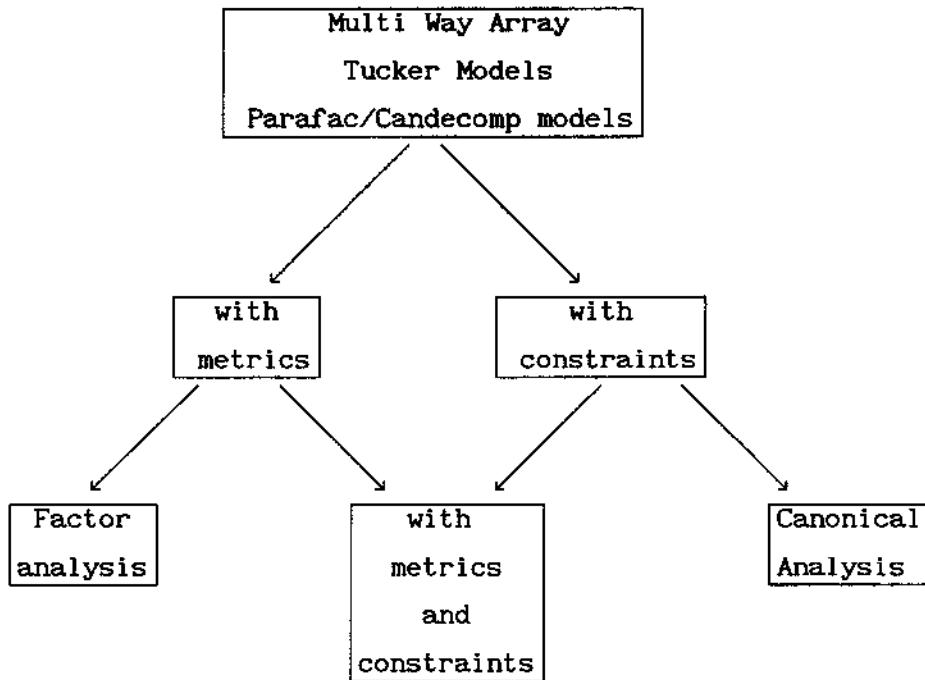 Multi Way Array
Tucker Models
Parafac/Candecomp models
with
metrics
with
constraints
Factor
analysis
with
metrics
and
constraints
Canonical
Analysis